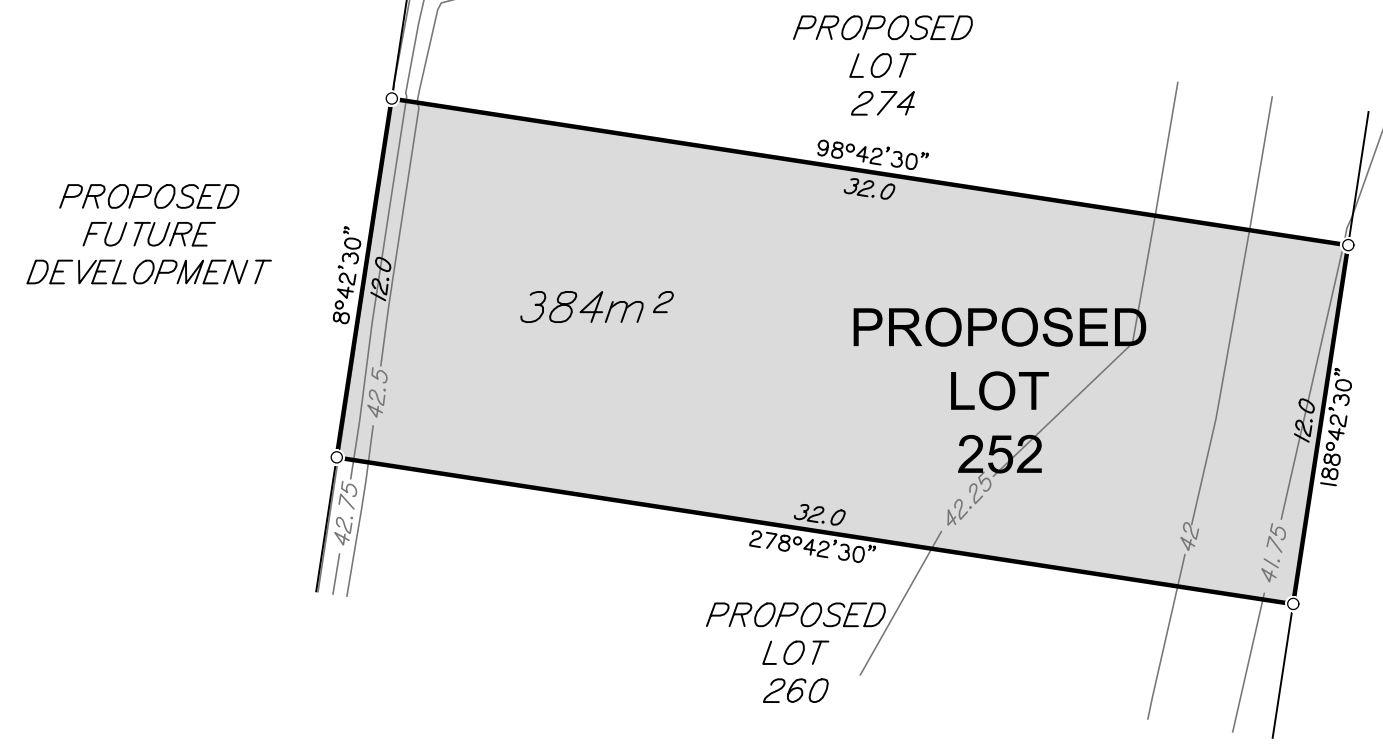 PROPOSED
LOT
274
98°42'30"
32.0
PROPOSED
FUTURE
DEVELOPMENT
8°42'30"
12.0
384m²
PROPOSED
LOT
252
42.5
12.0
188°42'30"
42.75
42.25
32.0
278°42'30"
42
41.75
PROPOSED
LOT
260